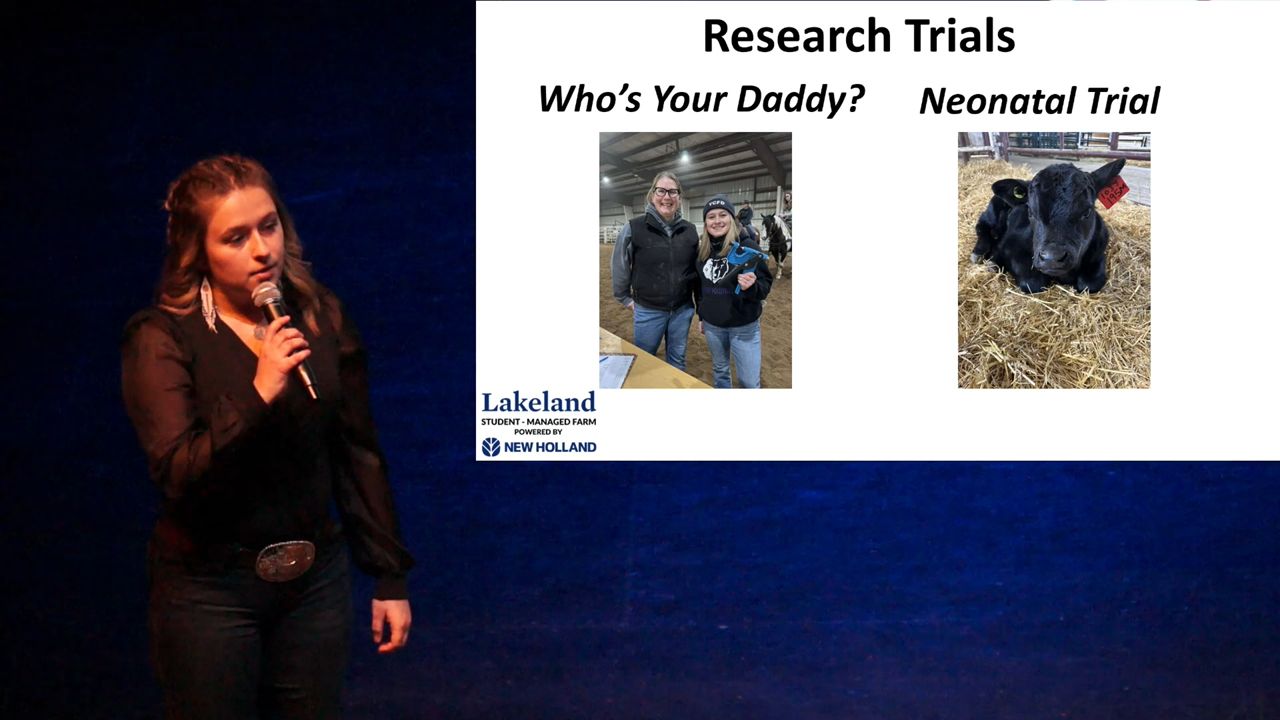 Research Trials
Who's Your Daddy?
Neonatal Trial
Lakeland
STUDENT - MANAGED FARM
POWERED BY
NEW HOLLAND